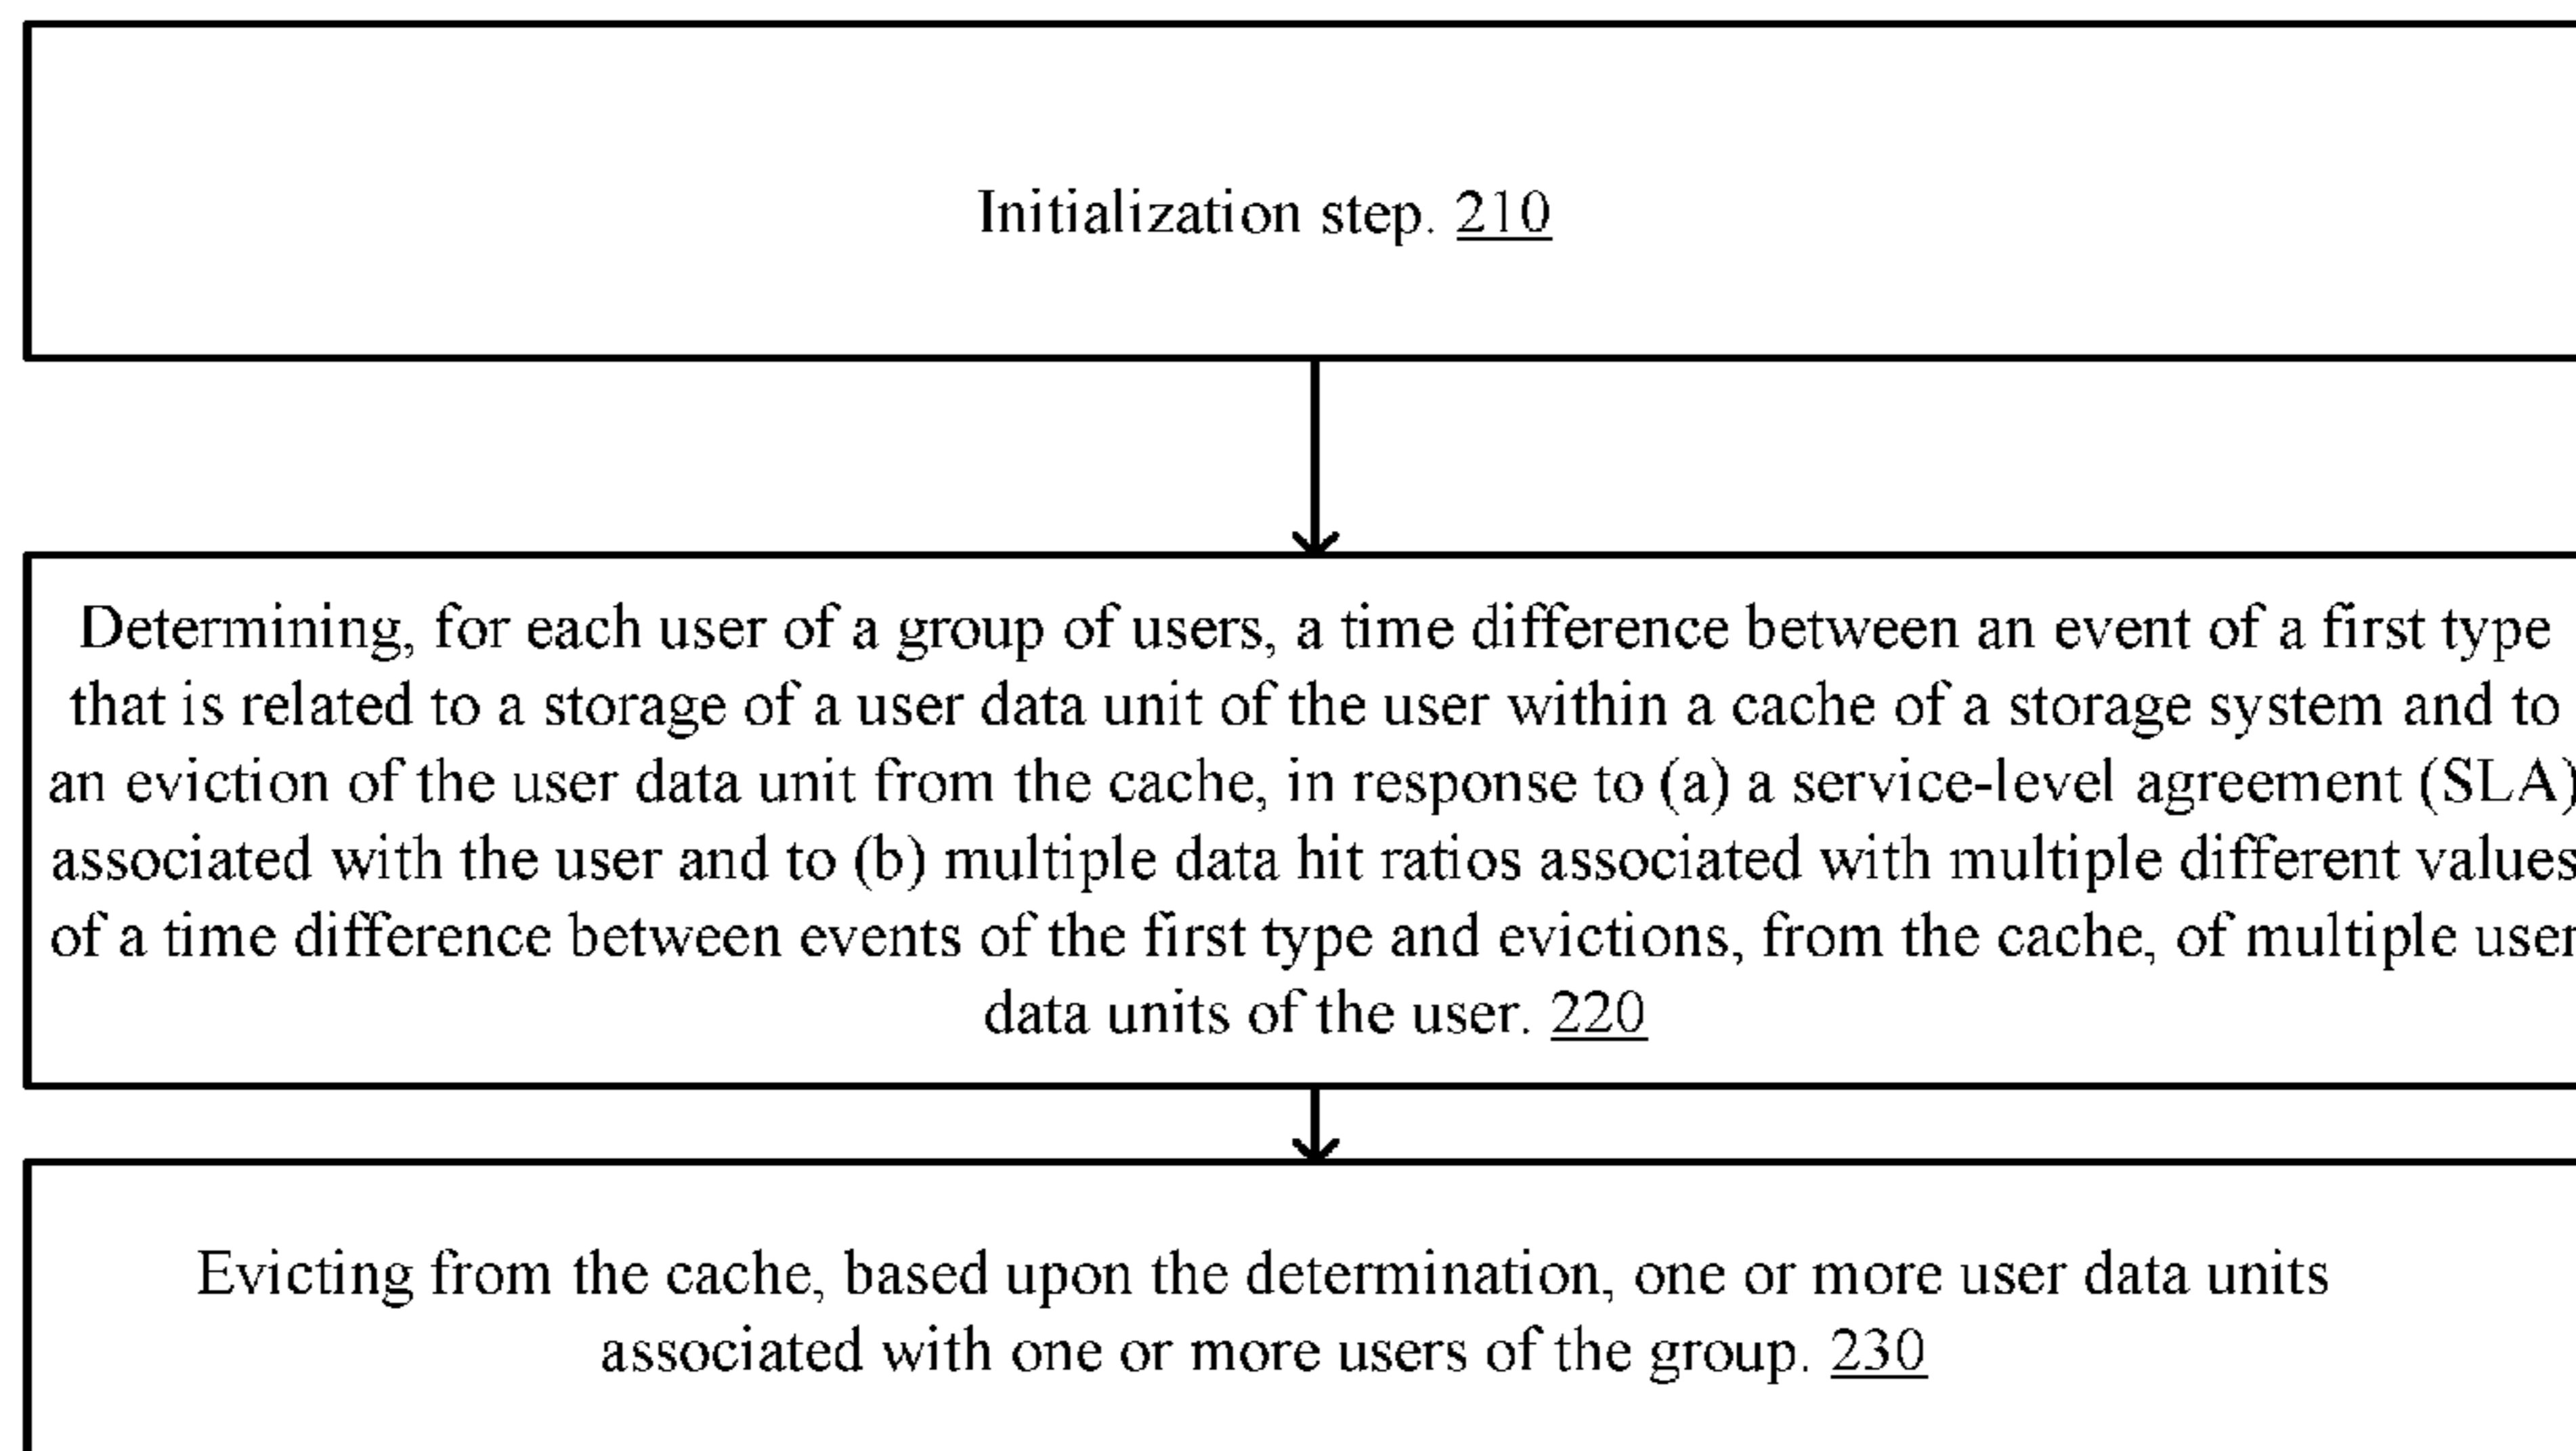 Initialization step. 210
Determining, for each user of a group of users, a time difference between an event of a first type
that is related to a storage of a user data unit of the user within a cache of a storage system and to
an eviction of the user data unit from the cache, in response to (a) a service-level agreement (SLA)
associated with the user and to (b) multiple data hit ratios associated with multiple different values
of a time difference between events of the first type and evictions, from the cache, of multiple user
data units of the user. 220
Evicting from the cache, based upon the determination, one or more user data units
associated with one or more users of the group. 230